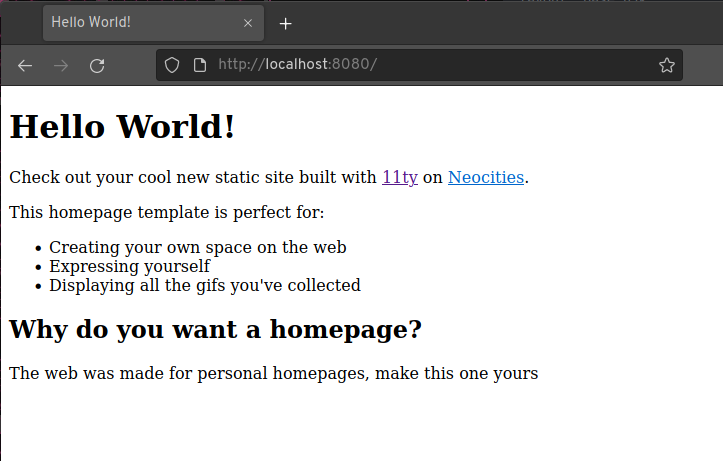 Hello World!
http://localhost:8080/
Hello World!
Check out your cool new static site built with 11ty on Neocities.
This homepage template is perfect for:
Creating your own space on the web
Expressing yourself
Displaying all the gifs you've collected
Why do you want a homepage?
The web was made for personal homepages, make this one yours